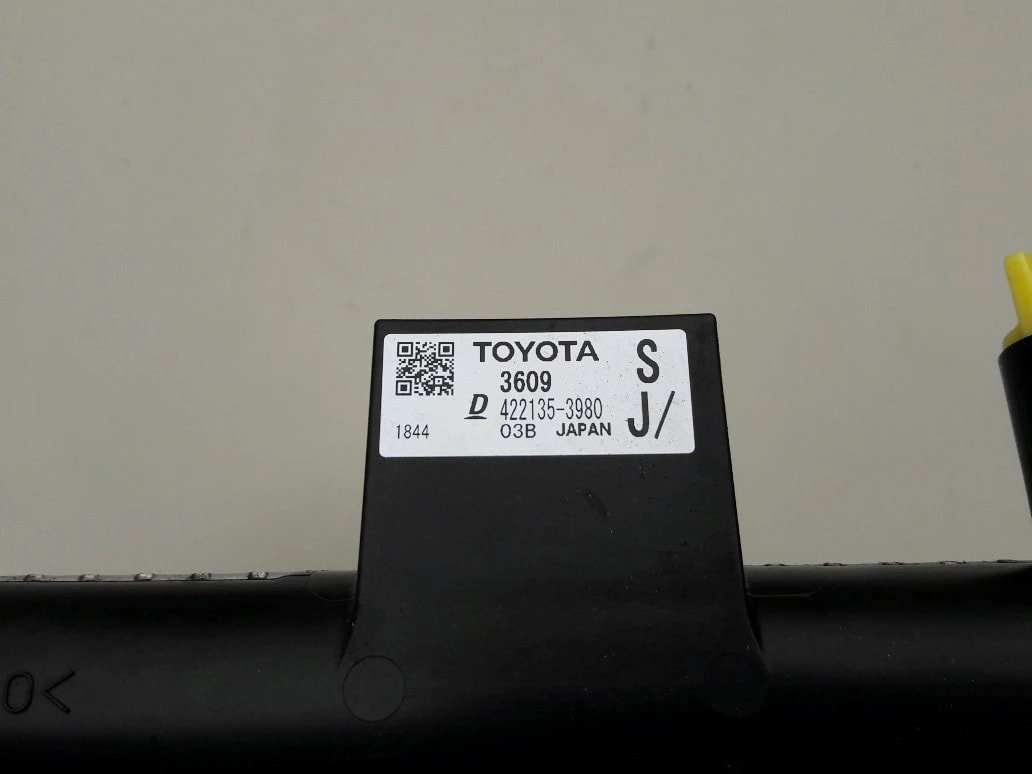 TOYOTA S
3609
D 422135-3980 J/
1844 03B JAPAN
0<